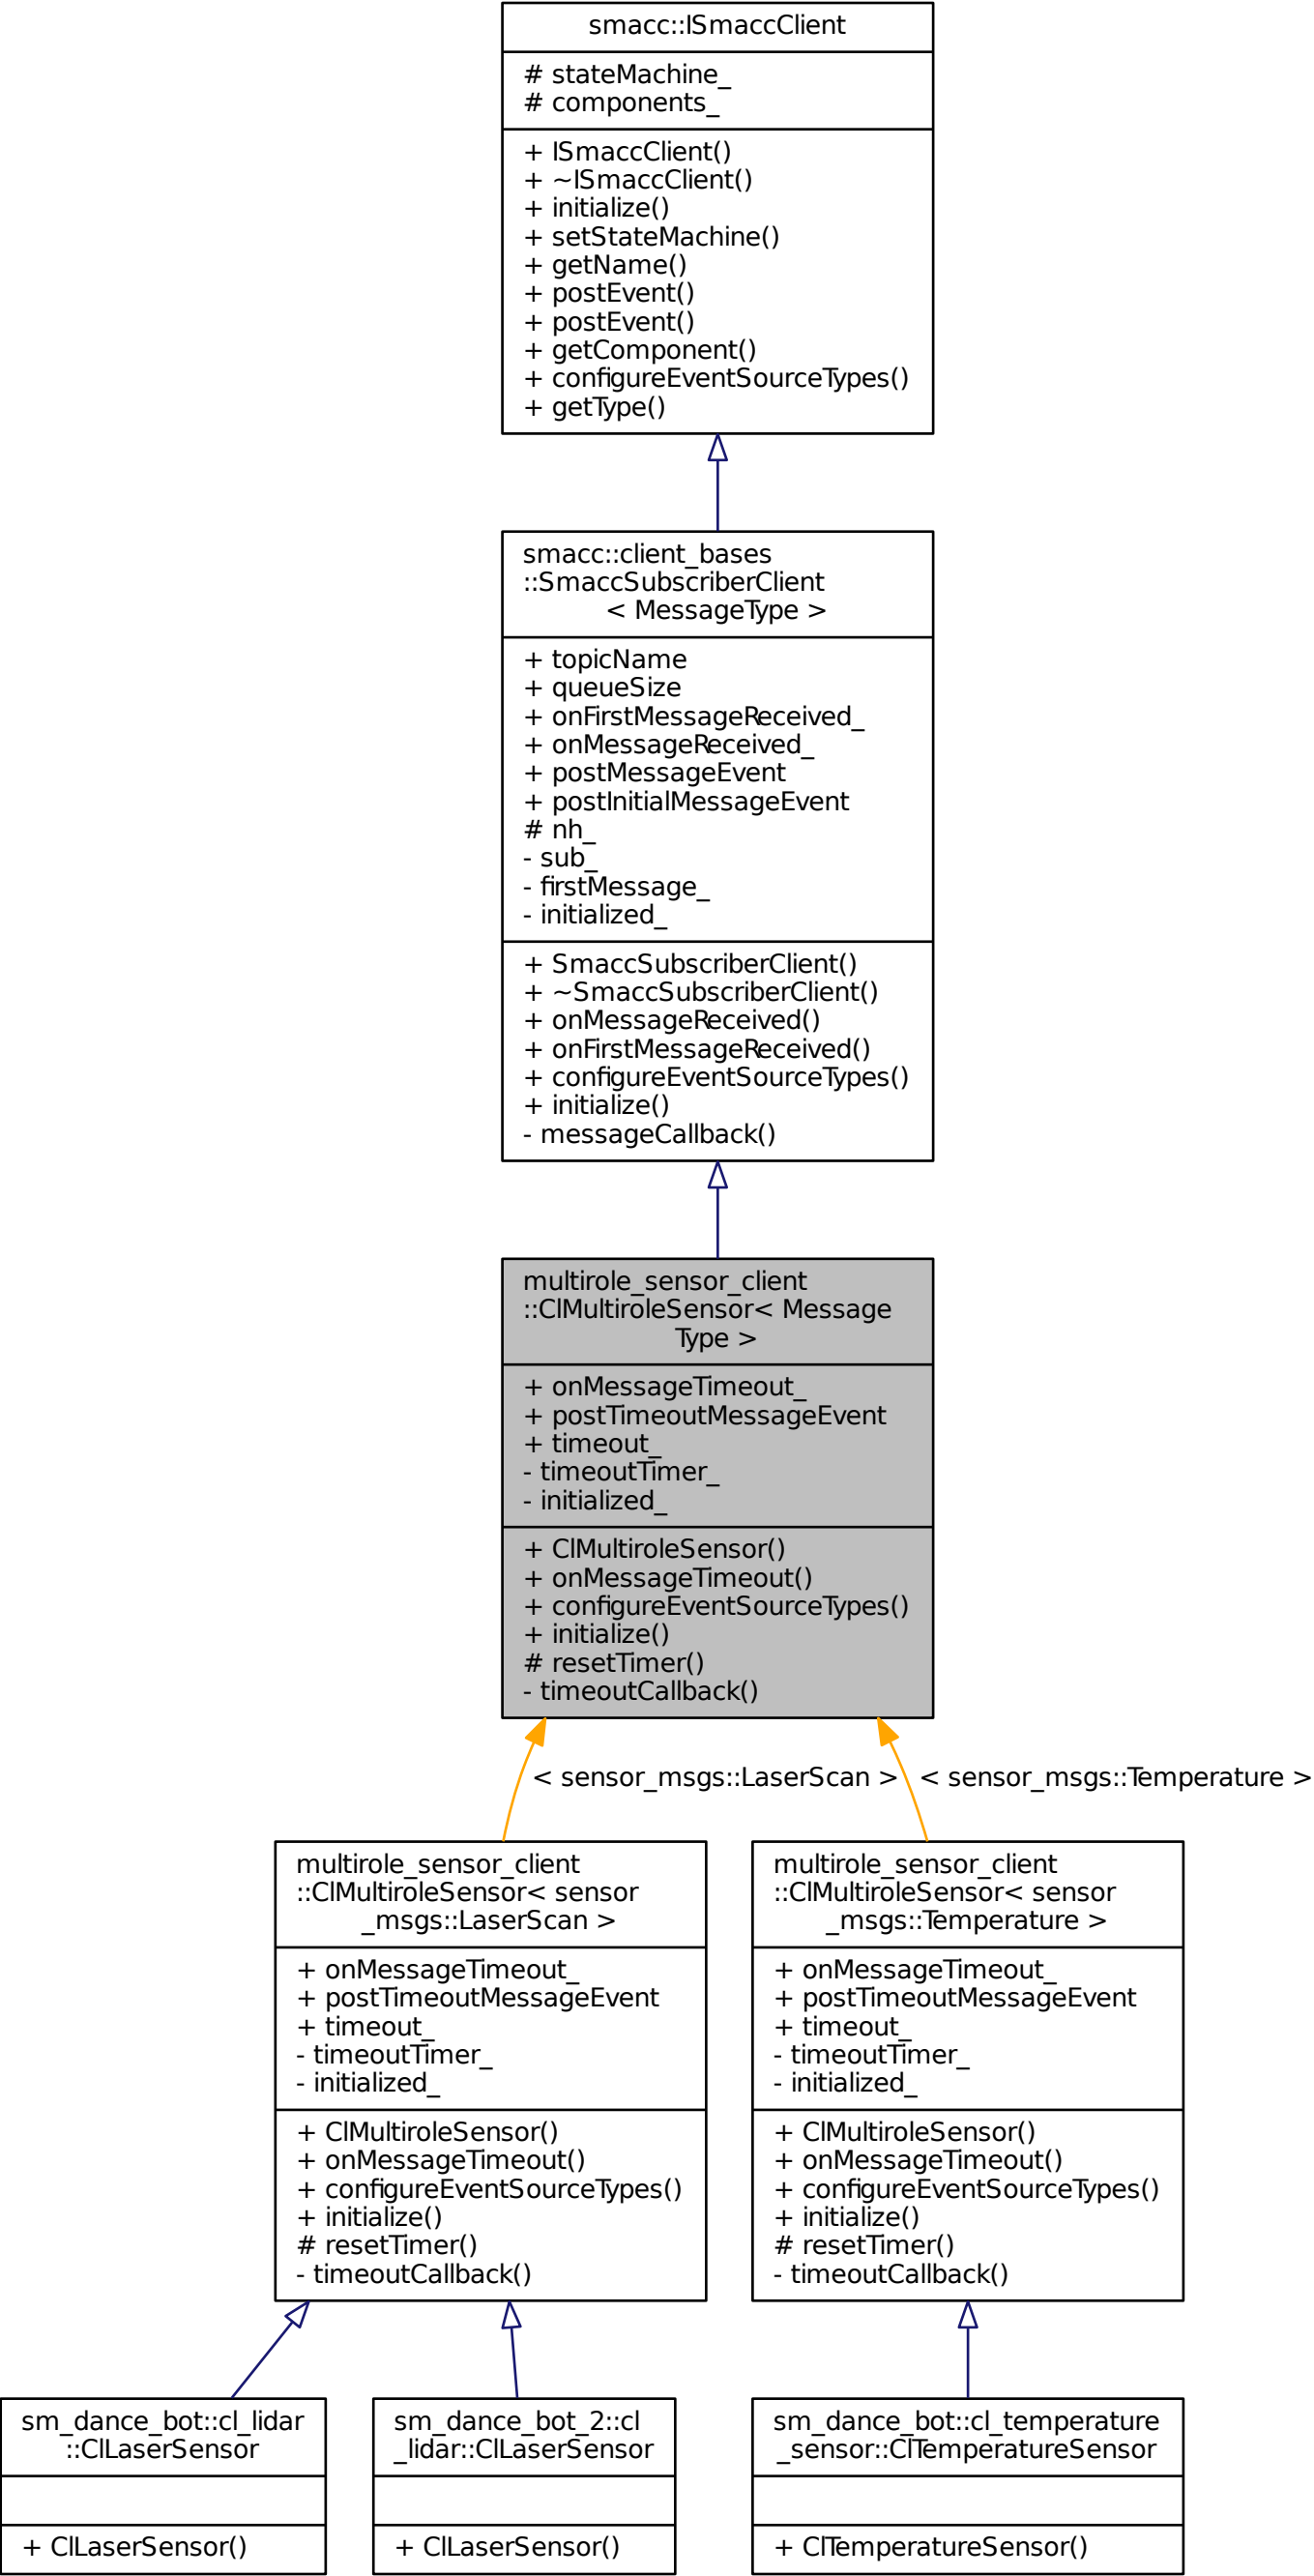 smacc::ISmaccClient
# stateMachine_
# components_
+ ISmaccClient()
+ ~ISmaccClient()
+ initialize()
+ setStateMachine()
+ getName()
+ postEvent()
+ postEvent()
+ getComponent()
+ configureEventSourceTypes()
+ getType()
smacc::client_bases
::SmaccSubscriberClient
< MessageType >
+ topicName
+ queueSize
+ onFirstMessageReceived_
+ onMessageReceived_
+ postMessageEvent
+ postInitialMessageEvent
# nh_
- sub_
- firstMessage_
- initialized_
+ SmaccSubscriberClient()
+ ~SmaccSubscriberClient()
+ onMessageReceived()
+ onFirstMessageReceived()
+ configureEventSourceTypes()
+ initialize()
- messageCallback()
multirole_sensor_client
::ClMultiroleSensor< Message
Type >
+ onMessageTimeout_
+ postTimeoutMessageEvent
+ timeout_
- timeoutTimer_
- initialized_
+ ClMultiroleSensor()
+ onMessageTimeout()
+ configureEventSourceTypes()
+ initialize()
# resetTimer()
- timeoutCallback()
< sensor_msgs::LaserScan >
< sensor_msgs::Temperature >
multirole_sensor_client
::ClMultiroleSensor< sensor
_msgs::LaserScan >
+ onMessageTimeout_
+ postTimeoutMessageEvent
+ timeout_
- timeoutTimer_
- initialized_
+ ClMultiroleSensor()
+ onMessageTimeout()
+ configureEventSourceTypes()
+ initialize()
# resetTimer()
- timeoutCallback()
multirole_sensor_client
::ClMultiroleSensor< sensor
_msgs::Temperature >
+ onMessageTimeout_
+ postTimeoutMessageEvent
+ timeout_
- timeoutTimer_
- initialized_
+ ClMultiroleSensor()
+ onMessageTimeout()
+ configureEventSourceTypes()
+ initialize()
# resetTimer()
- timeoutCallback()
sm_dance_bot::cl_lidar
::ClLaserSensor
+ ClLaserSensor()
sm_dance_bot_2::cl
_lidar::ClLaserSensor
+ ClLaserSensor()
sm_dance_bot::cl_temperature
_sensor::ClTemperatureSensor
+ ClTemperatureSensor()